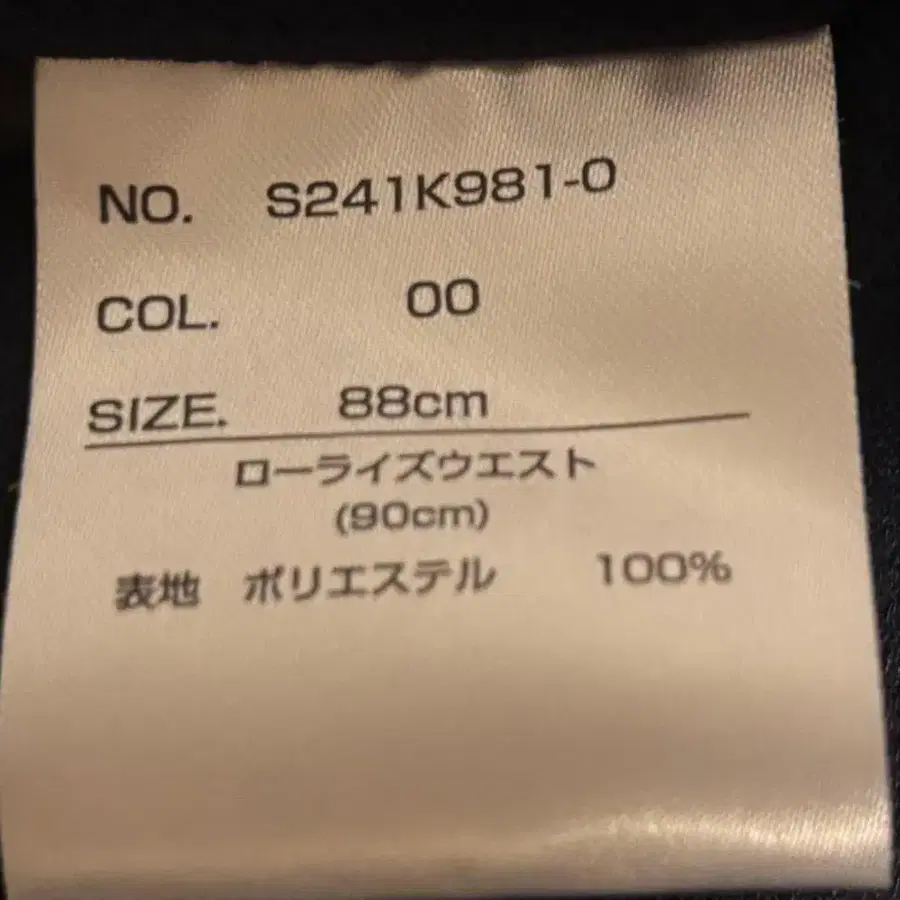 NO. S241K981-0
COL. 00
SIZE. 88cm
ローライズウエスト
(90cm)
表地 ポリエステル 100%